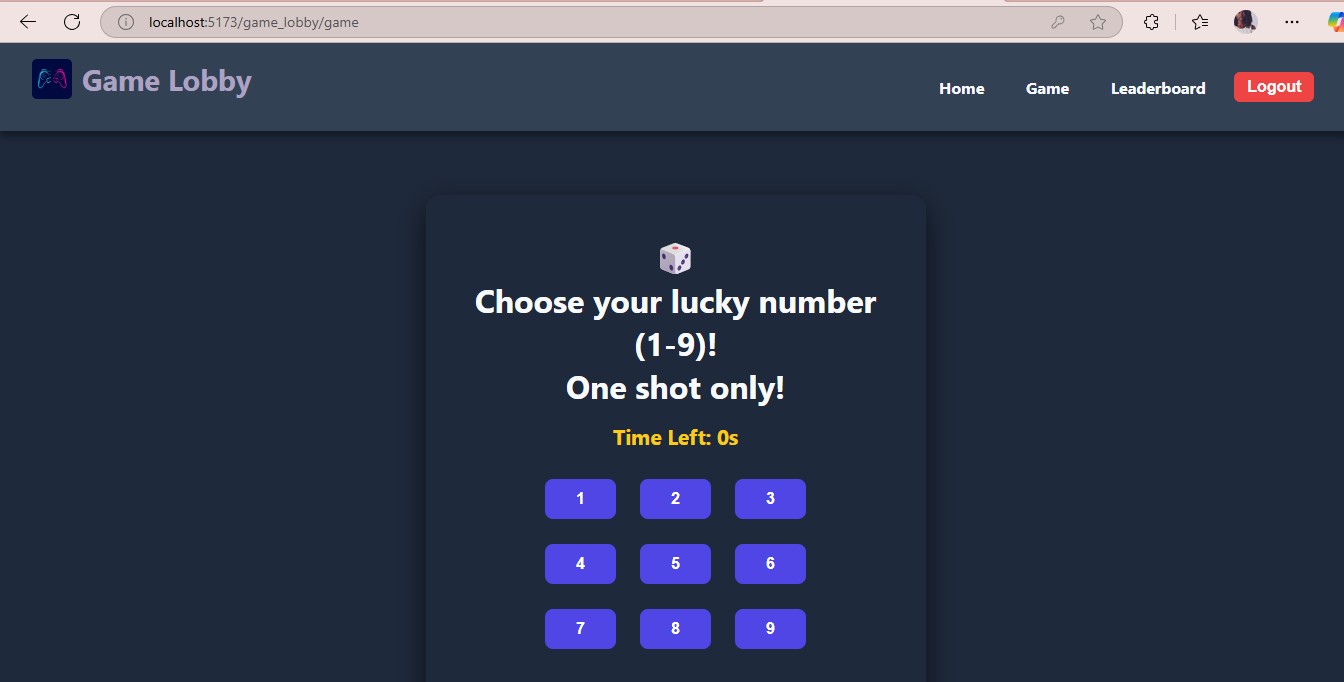 localhost:5173/game_lobby/game
Game Lobby
Home Game Leaderboard Logout
Choose your lucky number
(1-9)!
One shot only!
Time Left: 0s
1 2 3
4 5 6
7 8 9